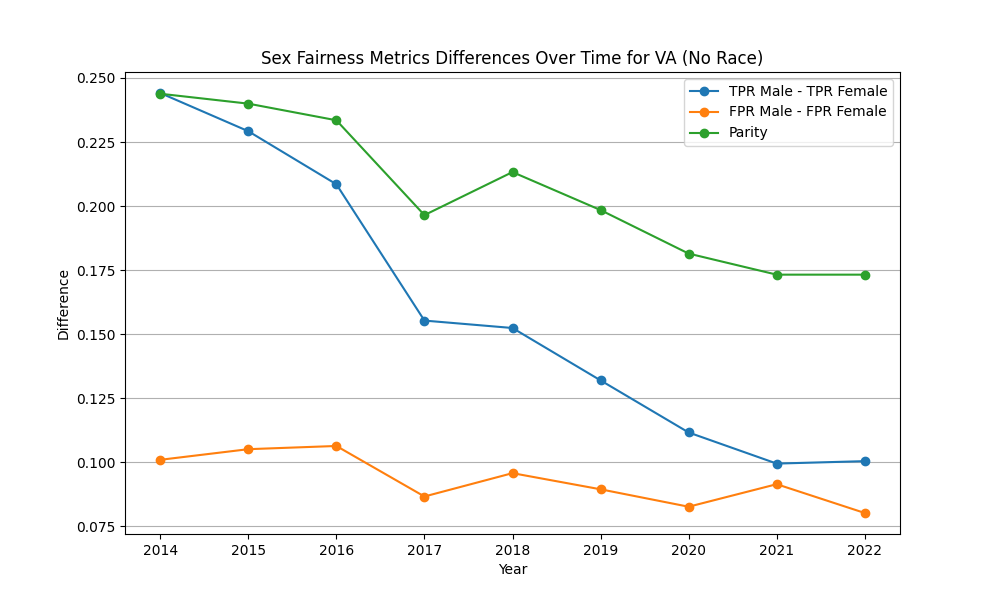 Sex Fairness Metrics Differences Over Time for VA (No Race)
TPR Male - TPR Female
FPR Male - FPR Female
Parity
Difference
0.250
0.225
0.200
0.175
0.150
0.125
0.100
0.075
2014 2015 2016 2017 2018 2019 2020 2021 2022
Year